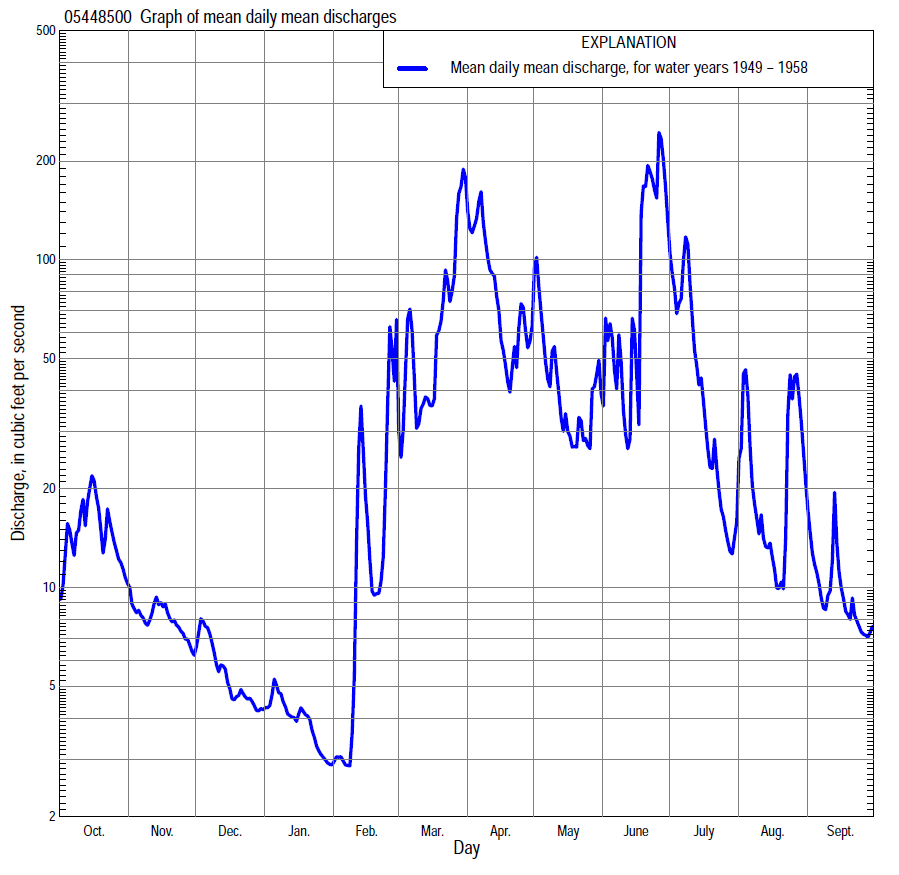 05448500 Graph of mean daily mean discharges
EXPLANATION
Mean daily mean discharge, for water years 1949 – 1958
Discharge, in cubic feet per second
500
200
100
50
20
10
5
2
Oct. Nov. Dec. Jan. Feb. Mar. Apr. May June July Aug. Sept.
Day